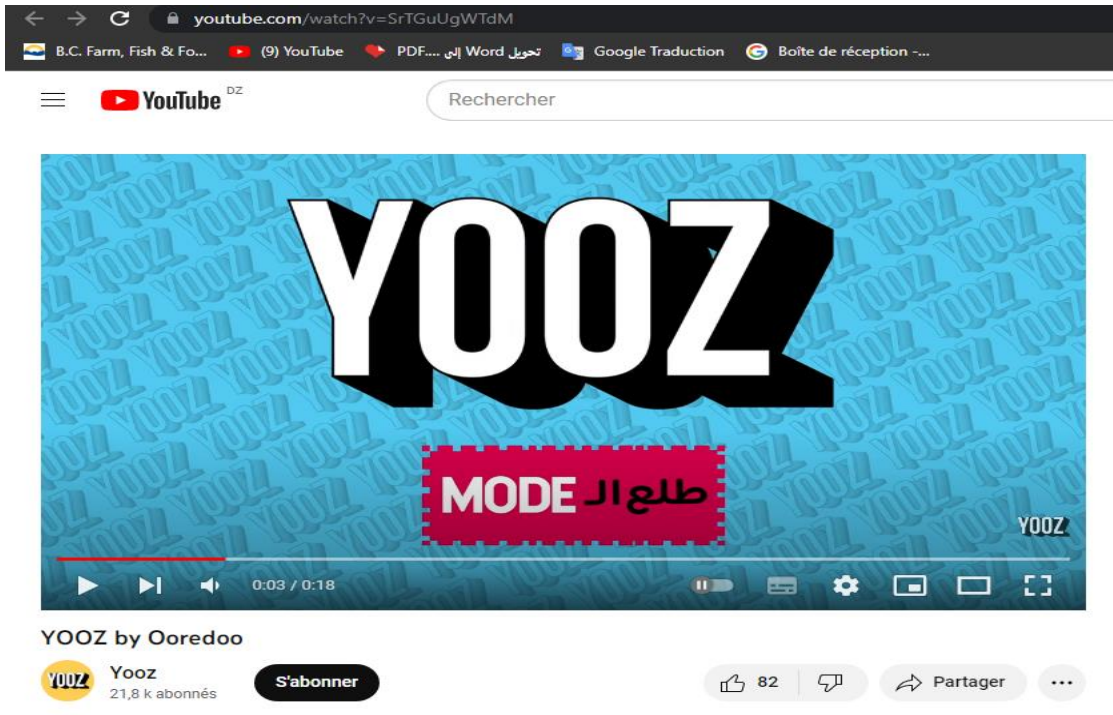 youtube.com/watch?v=SrTGuUgWTdM
B.C. Farm, Fish & Fo... (9) YouTube تحويل Word إلى PDF.... Google Traduction Boîte de réception -...
YouTube DZ
Rechercher
YOOZ
طلع الـ MODE
YOOZ
0:03 / 0:18
YOOZ by Ooredoo
YOOZ
Yooz
21,8 k abonnés
S'abonner
82
Partager